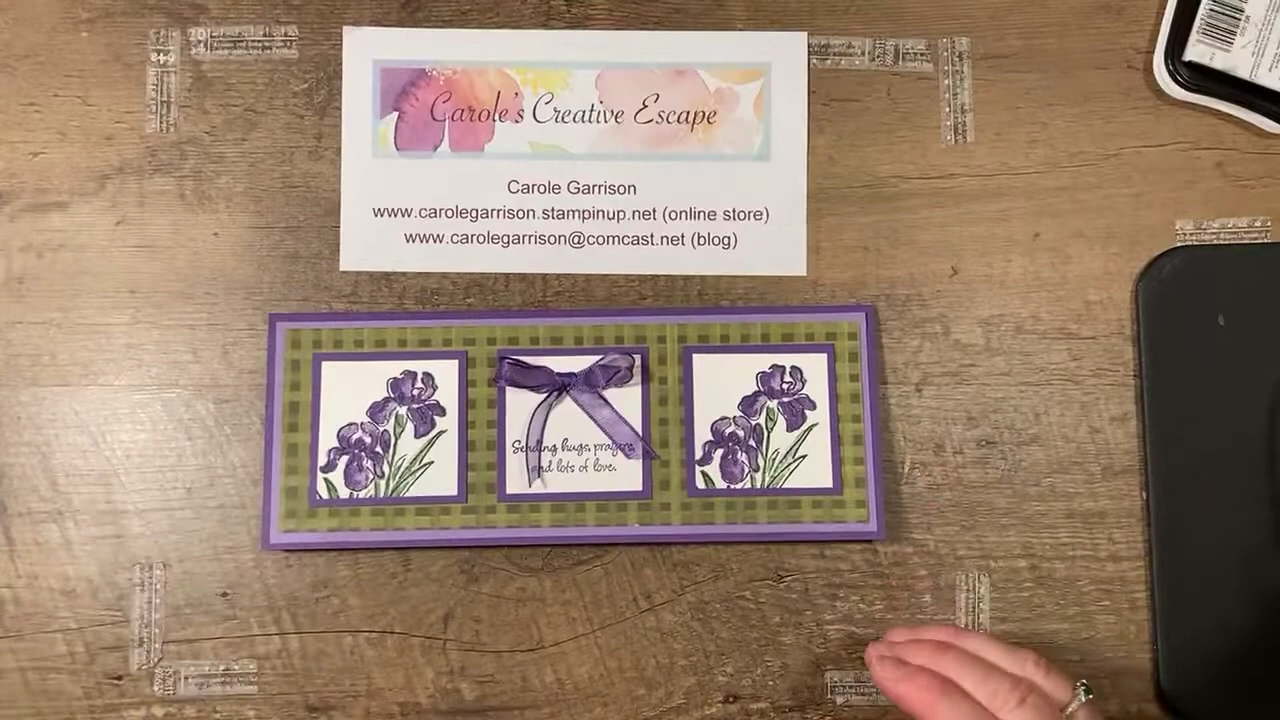 Carole's Creative Escape
Carole Garrison
www.carolegarrison.stampinup.net (online store)
www.carolegarrison@comcast.net (blog)
Sending hugs, prayers,
and lots of love.